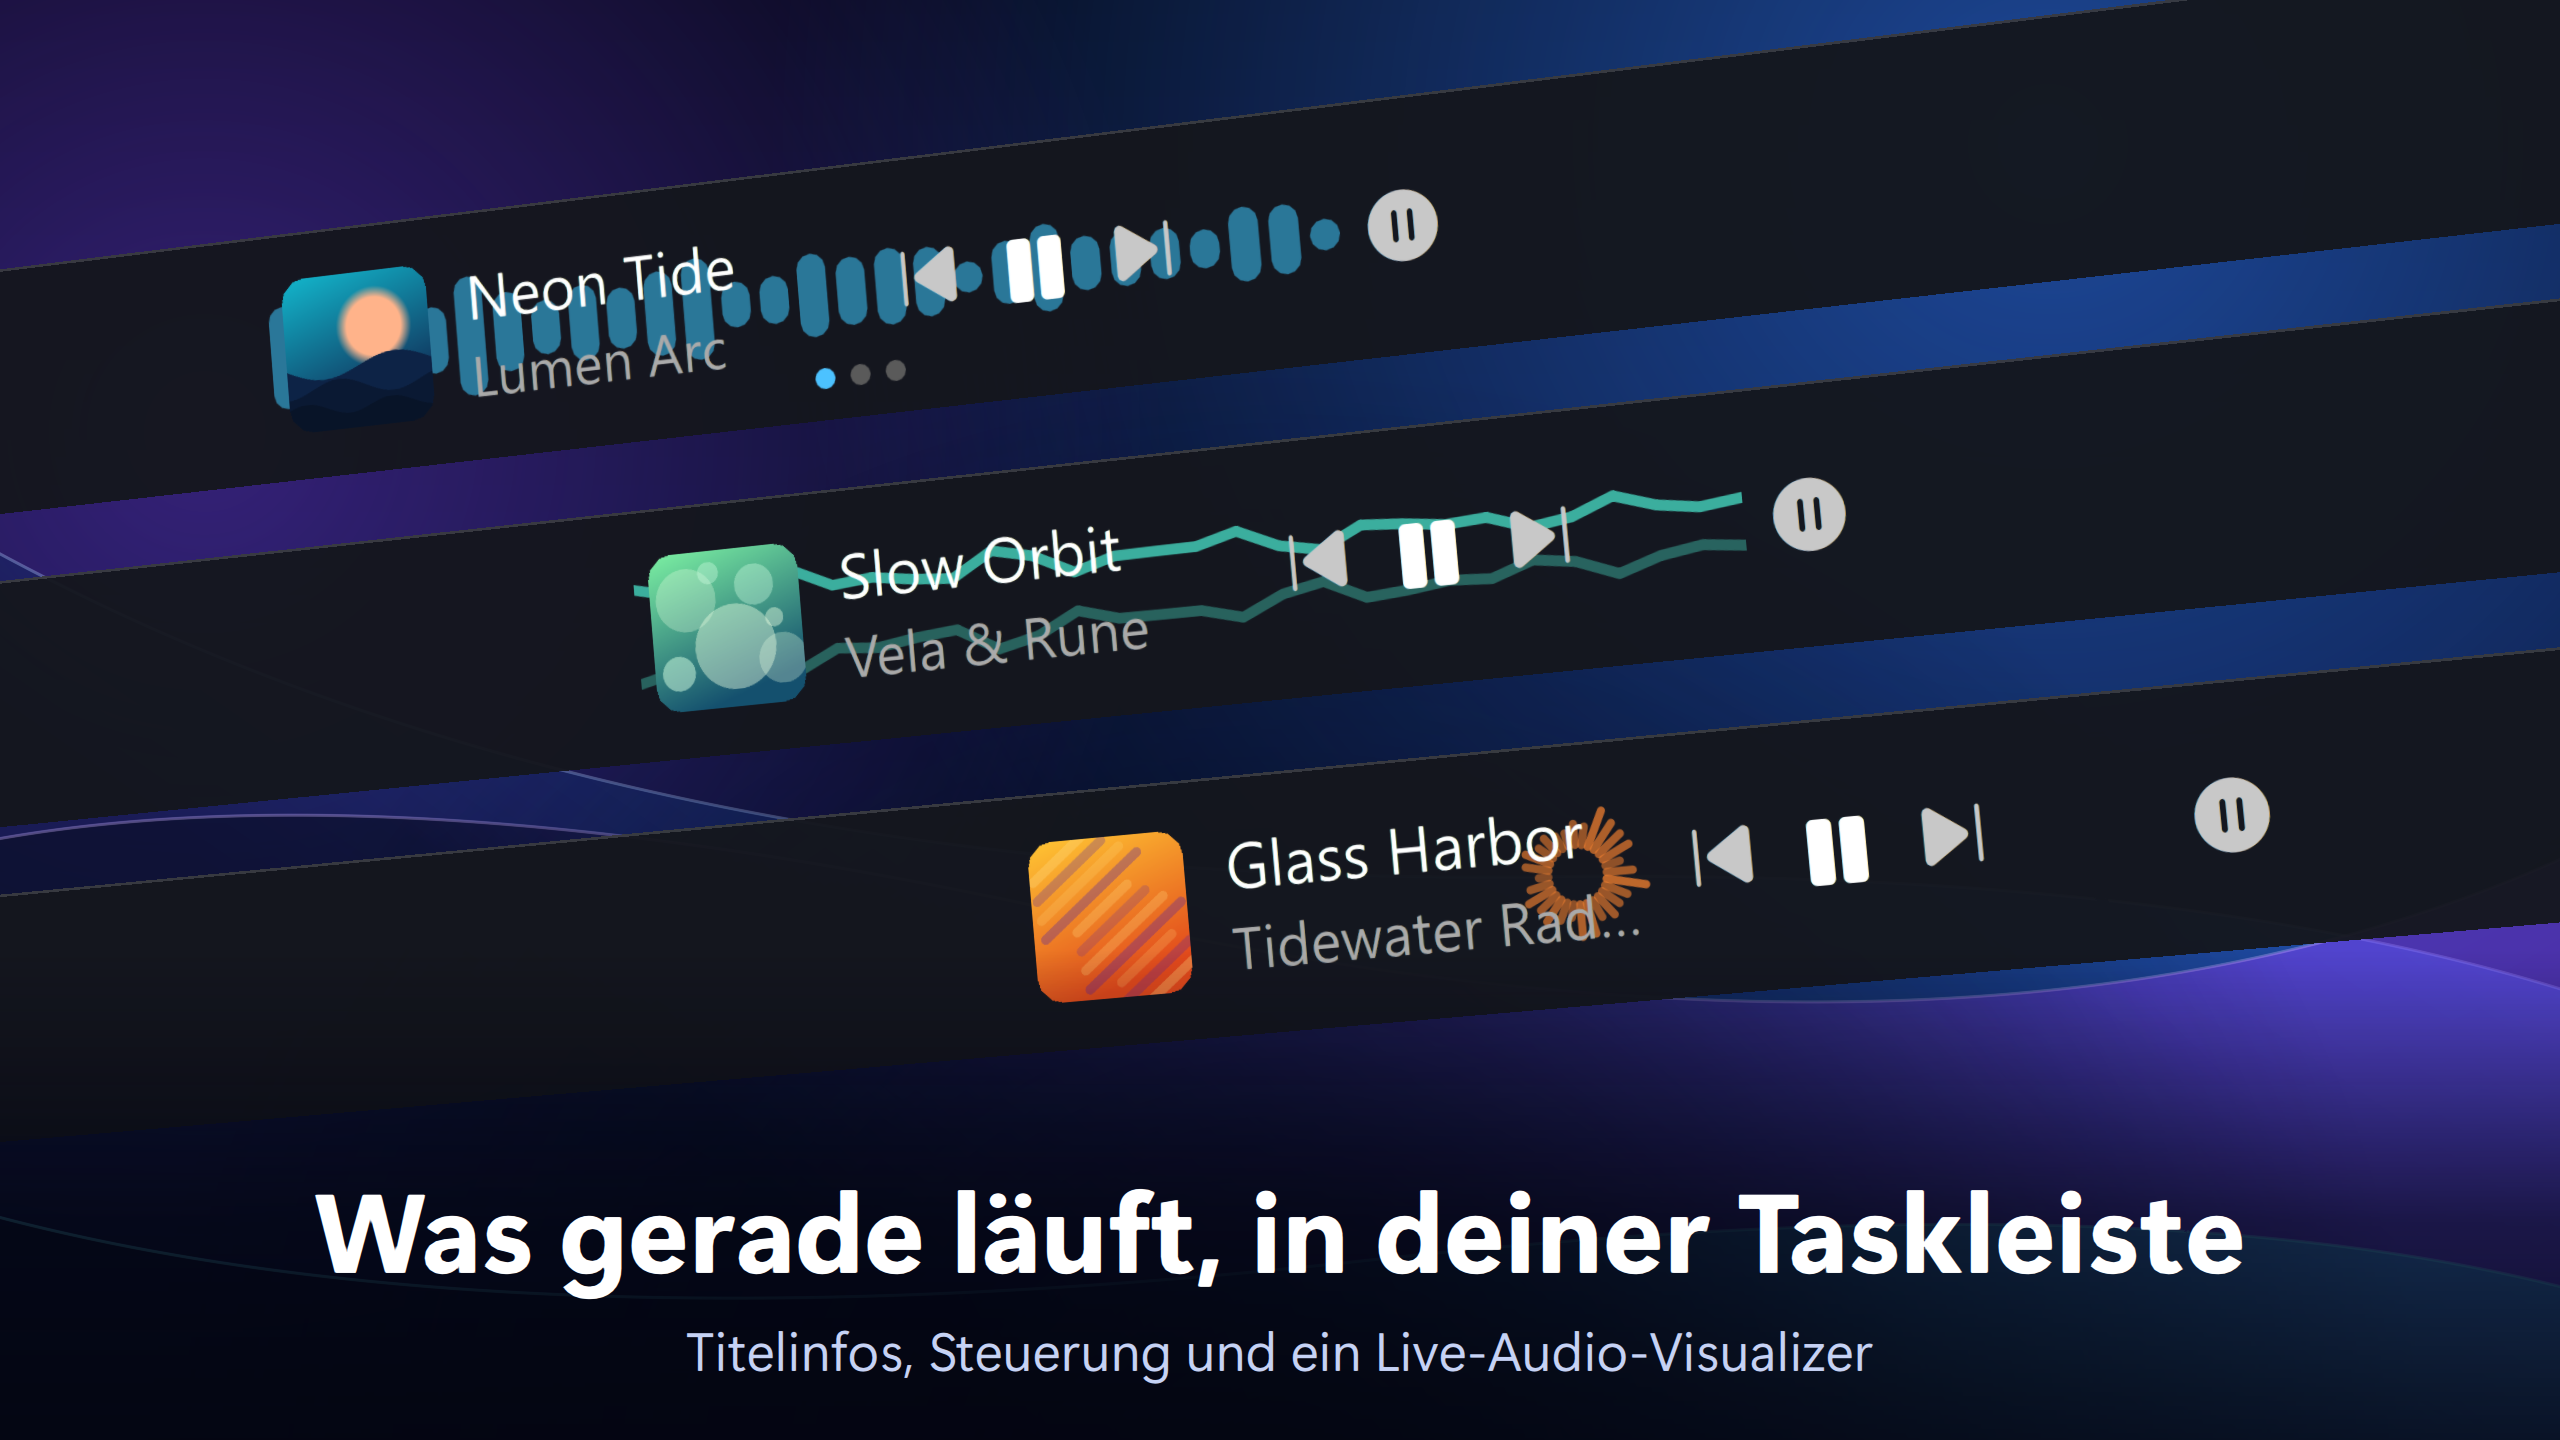 Neon Tide
Lumen Arc
Slow Orbit
Vela & Rune
Glass Harbor
Tidewater Rad...
Was gerade läuft, in deiner Taskleiste
Titelinfos, Steuerung und ein Live-Audio-Visualizer